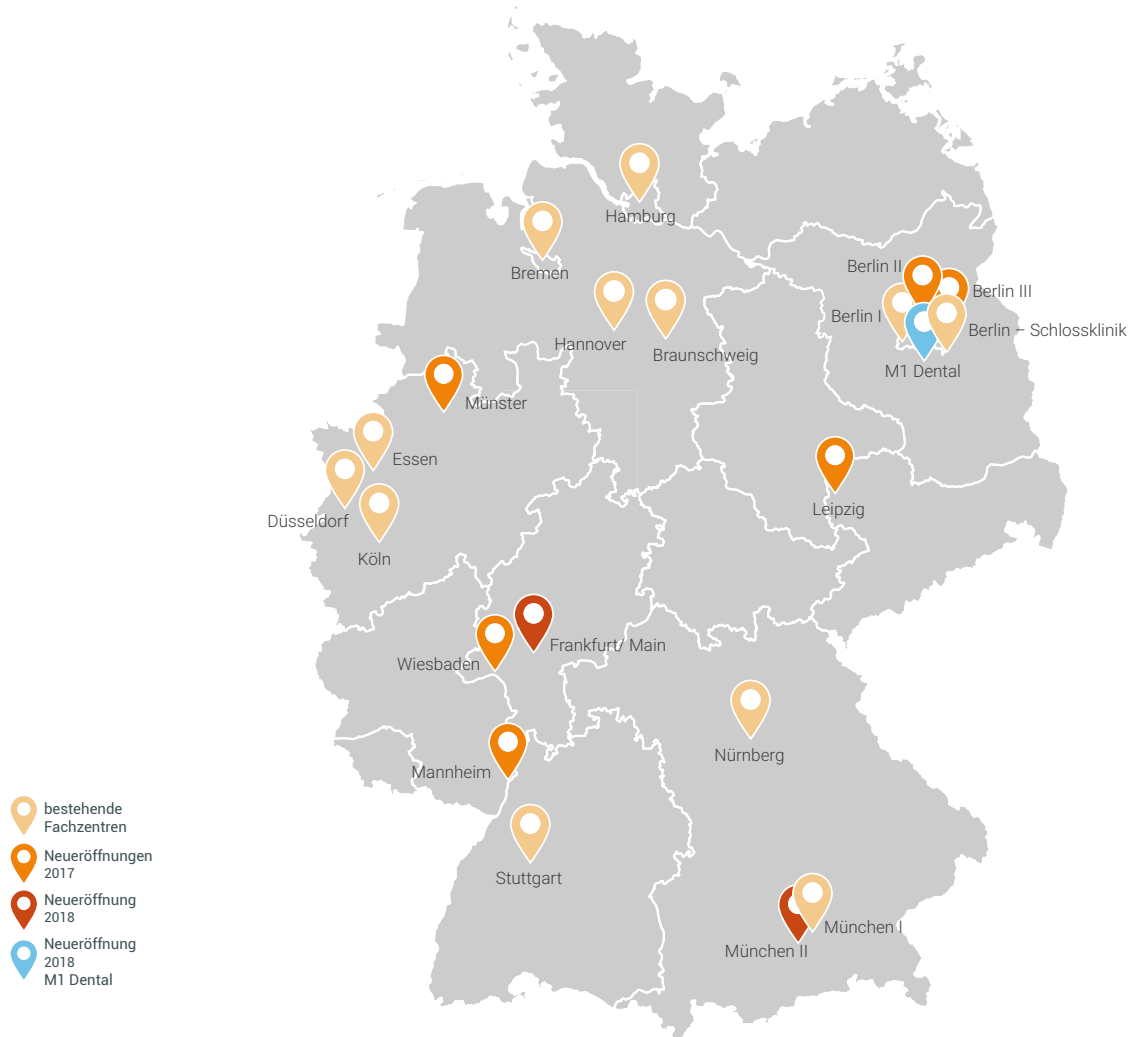 Hamburg
Bremen
Berlin II
Berlin III
Berlin I
Berlin – Schlossklinik
Hannover
Braunschweig
M1 Dental
Münster
Essen
Leipzig
Düsseldorf
Köln
Frankfurt/ Main
Wiesbaden
Nürnberg
Mannheim
Stuttgart
München I
München II
bestehende
Fachzentren
Neueröffnungen
2017
Neueröffnung
2018
Neueröffnung
2018
M1 Dental